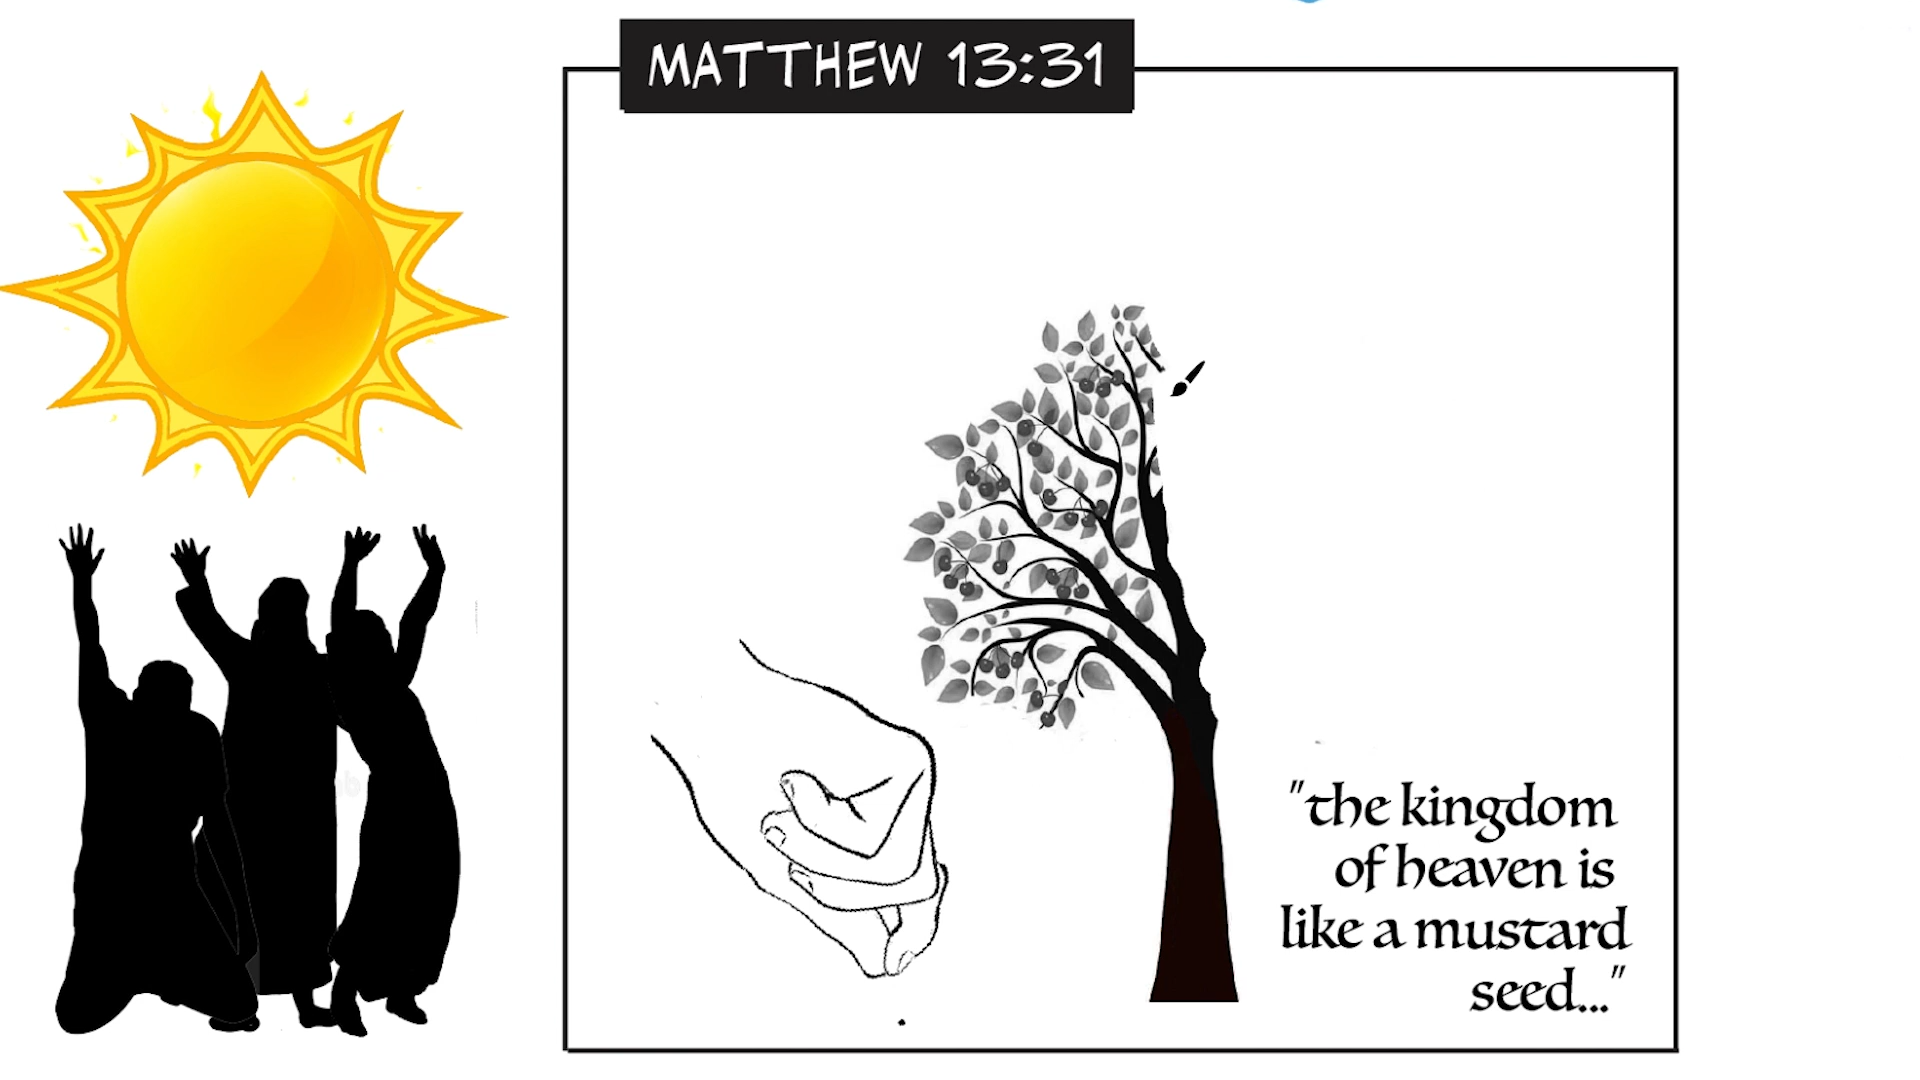 MATTHEW 13:31
"the kingdom
of heaven is
like a mustard
seed..."